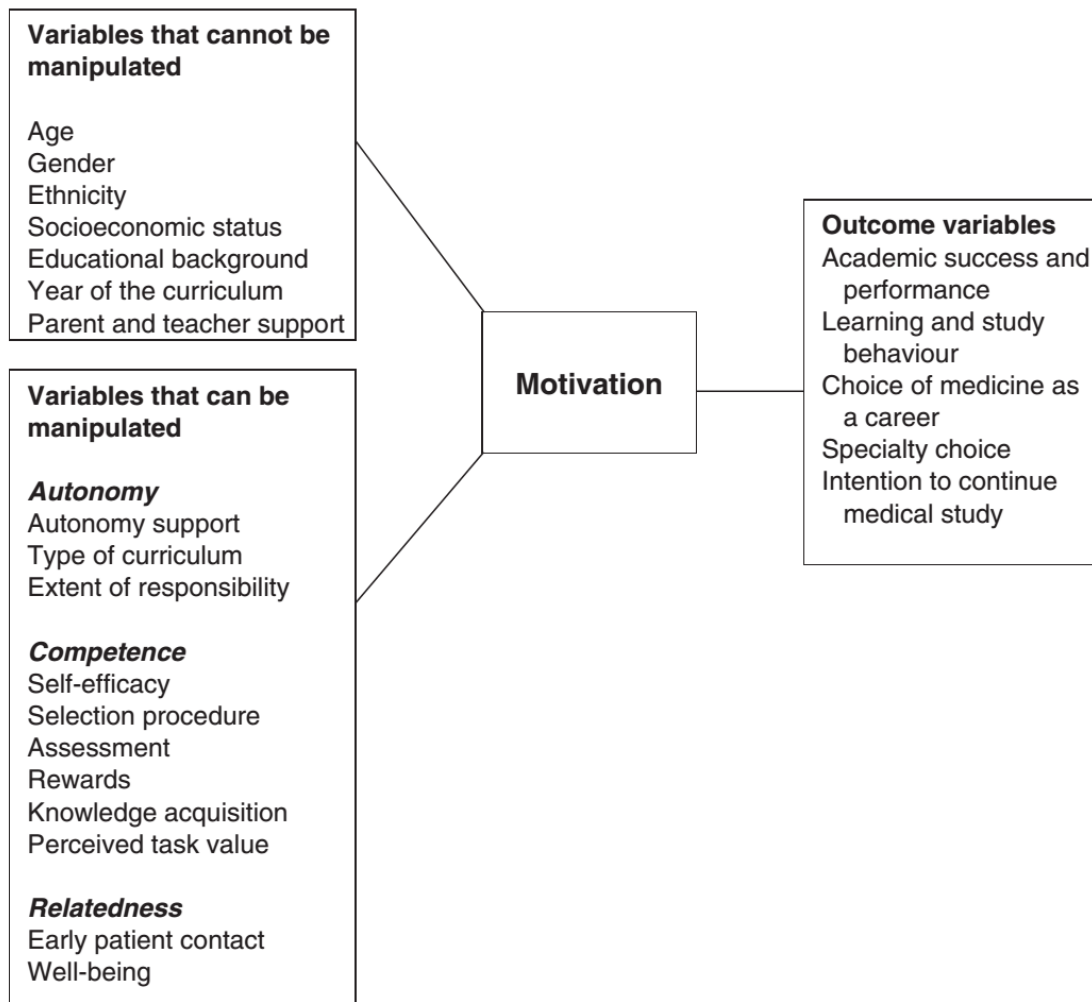 Variables that cannot be
manipulated
Age
Gender
Ethnicity
Socioeconomic status
Educational background
Year of the curriculum
Parent and teacher support
Variables that can be
manipulated
Autonomy
Autonomy support
Type of curriculum
Extent of responsibility
Competence
Self-efficacy
Selection procedure
Assessment
Rewards
Knowledge acquisition
Perceived task value
Relatedness
Early patient contact
Well-being
Motivation
Outcome variables
Academic success and
performance
Learning and study
behaviour
Choice of medicine as
a career
Specialty choice
Intention to continue
medical study